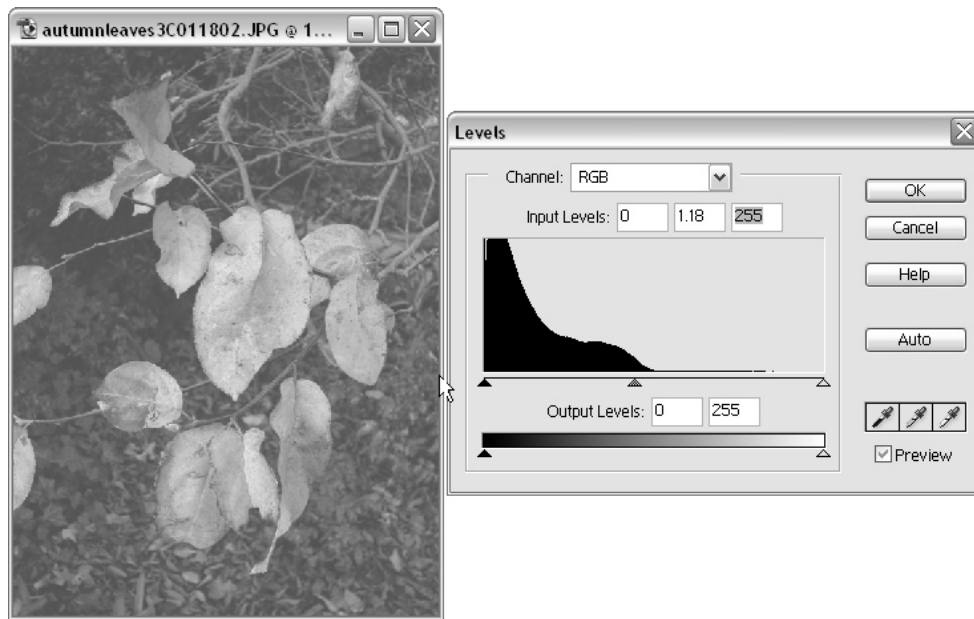 autumnleaves3C011802.JPG @ 1...
Levels
Channel: RGB
Input Levels: 0 1.18 255
OK
Cancel
Help
Auto
Output Levels: 0 255
Preview